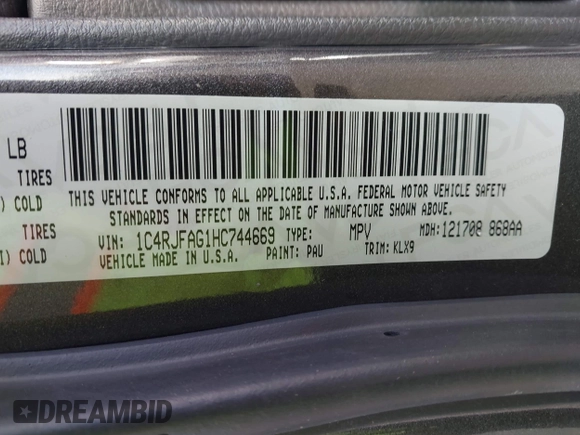 LB
TIRES
) COLD
TIRES
I) COLD
THIS VEHICLE CONFORMS TO ALL APPLICABLE U.S.A. FEDERAL MOTOR VEHICLE SAFETY
STANDARDS IN EFFECT ON THE DATE OF MANUFACTURE SHOWN ABOVE.
VIN: 1C4RJFAG1HC744669 TYPE: MPV MDH: 121708 868AA
VEHICLE MADE IN U.S.A. PAINT: PAU TRIM: KLX9
DREAMBID